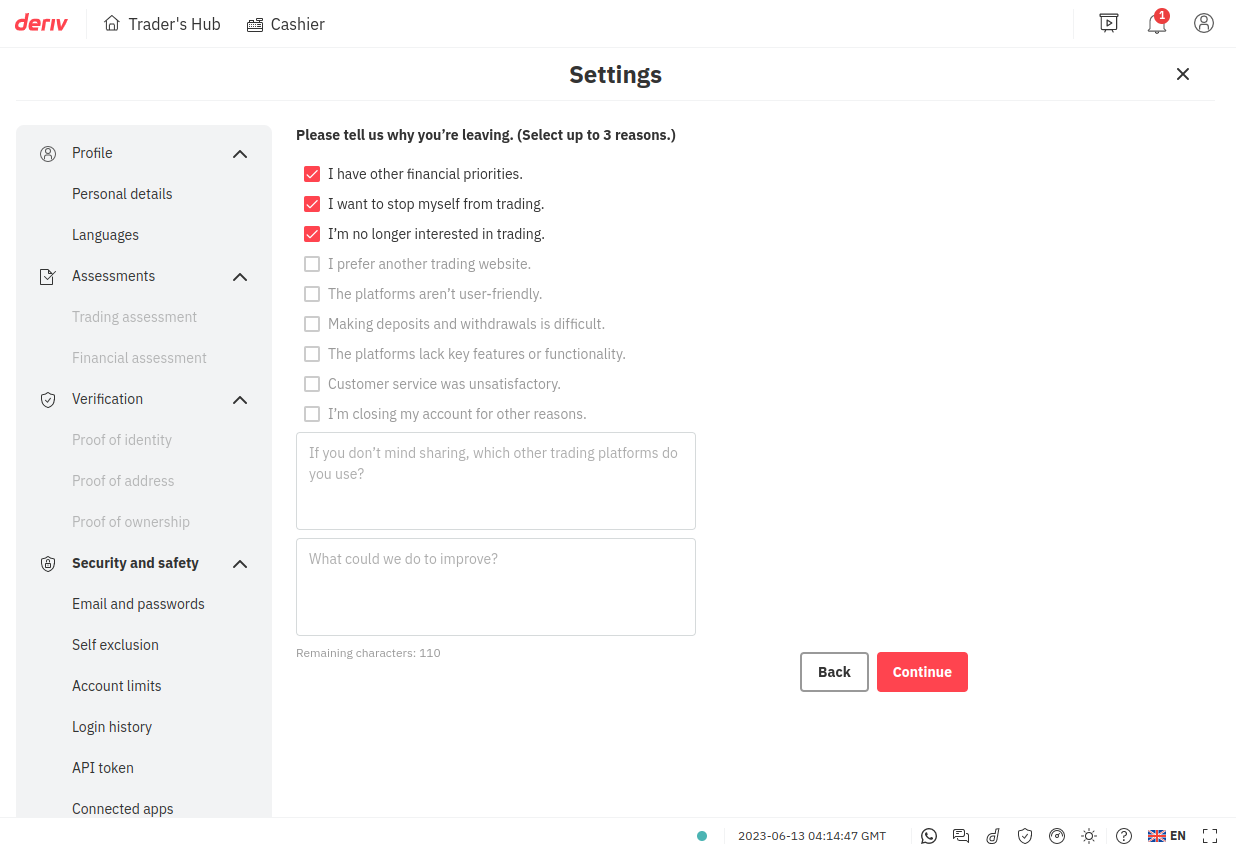 deriv
Trader's Hub
Cashier
1
Settings
Profile
Personal details
Languages
Assessments
Trading assessment
Financial assessment
Verification
Proof of identity
Proof of address
Proof of ownership
Security and safety
Email and passwords
Self exclusion
Account limits
Login history
API token
Connected apps
Please tell us why you’re leaving. (Select up to 3 reasons.)
I have other financial priorities.
I want to stop myself from trading.
I’m no longer interested in trading.
I prefer another trading website.
The platforms aren’t user-friendly.
Making deposits and withdrawals is difficult.
The platforms lack key features or functionality.
Customer service was unsatisfactory.
I’m closing my account for other reasons.
If you don’t mind sharing, which other trading platforms do
you use?
What could we do to improve?
Remaining characters: 110
Back
Continue
2023-06-13 04:14:47 GMT
EN